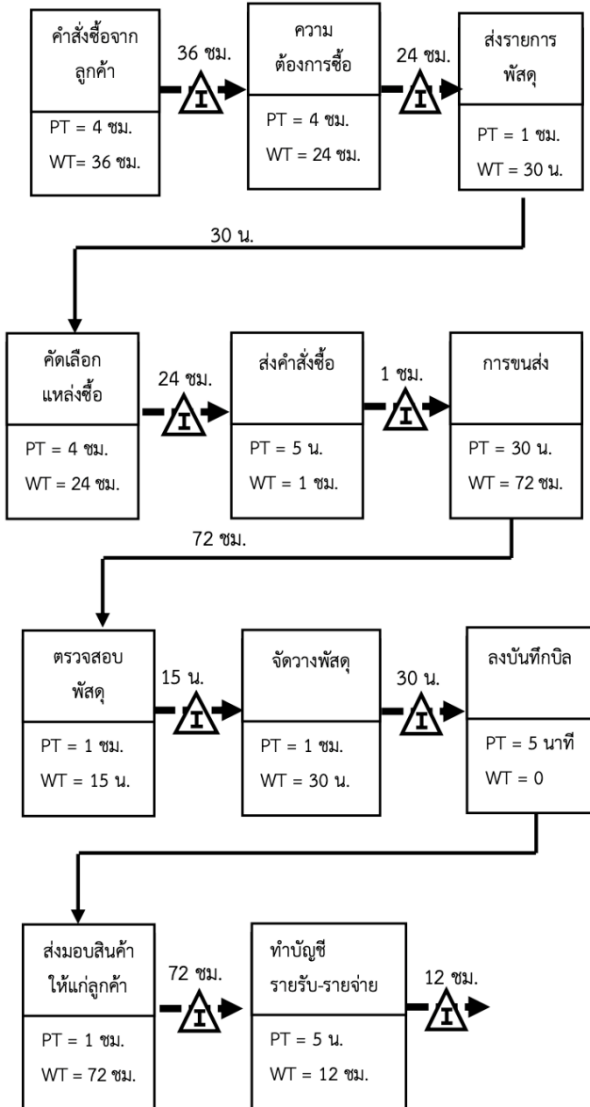 คำสั่งซื้อจาก
ลูกค้า
PT = 4 ชม.
WT= 36 ชม.
36 ชม.
I
ความ
ต้องการซื้อ
PT = 4 ชม.
WT = 24 ชม.
24 ชม.
I
ส่งรายการ
พัสดุ
PT = 1 ชม.
WT = 30 น.
30 น.
คัดเลือก
แหล่งซื้อ
PT = 4 ชม.
WT = 24 ชม.
24 ชม.
I
ส่งคำสั่งซื้อ
PT = 5 น.
WT = 1 ชม.
1 ชม.
I
การขนส่ง
PT = 30 น.
WT = 72 ชม.
72 ชม.
ตรวจสอบ
พัสดุ
PT = 1 ชม.
WT = 15 น.
15 น.
I
จัดวางพัสดุ
PT = 1 ชม.
WT = 30 น.
30 น.
I
ลงบันทึกบิล
PT = 5 นาที
WT = 0
ส่งมอบสินค้า
ให้แก่ลูกค้า
PT = 1 ชม.
WT = 72 ชม.
72 ชม.
I
ทำบัญชี
รายรับ-รายจ่าย
PT = 5 น.
WT = 12 ชม.
12 ชม.
I